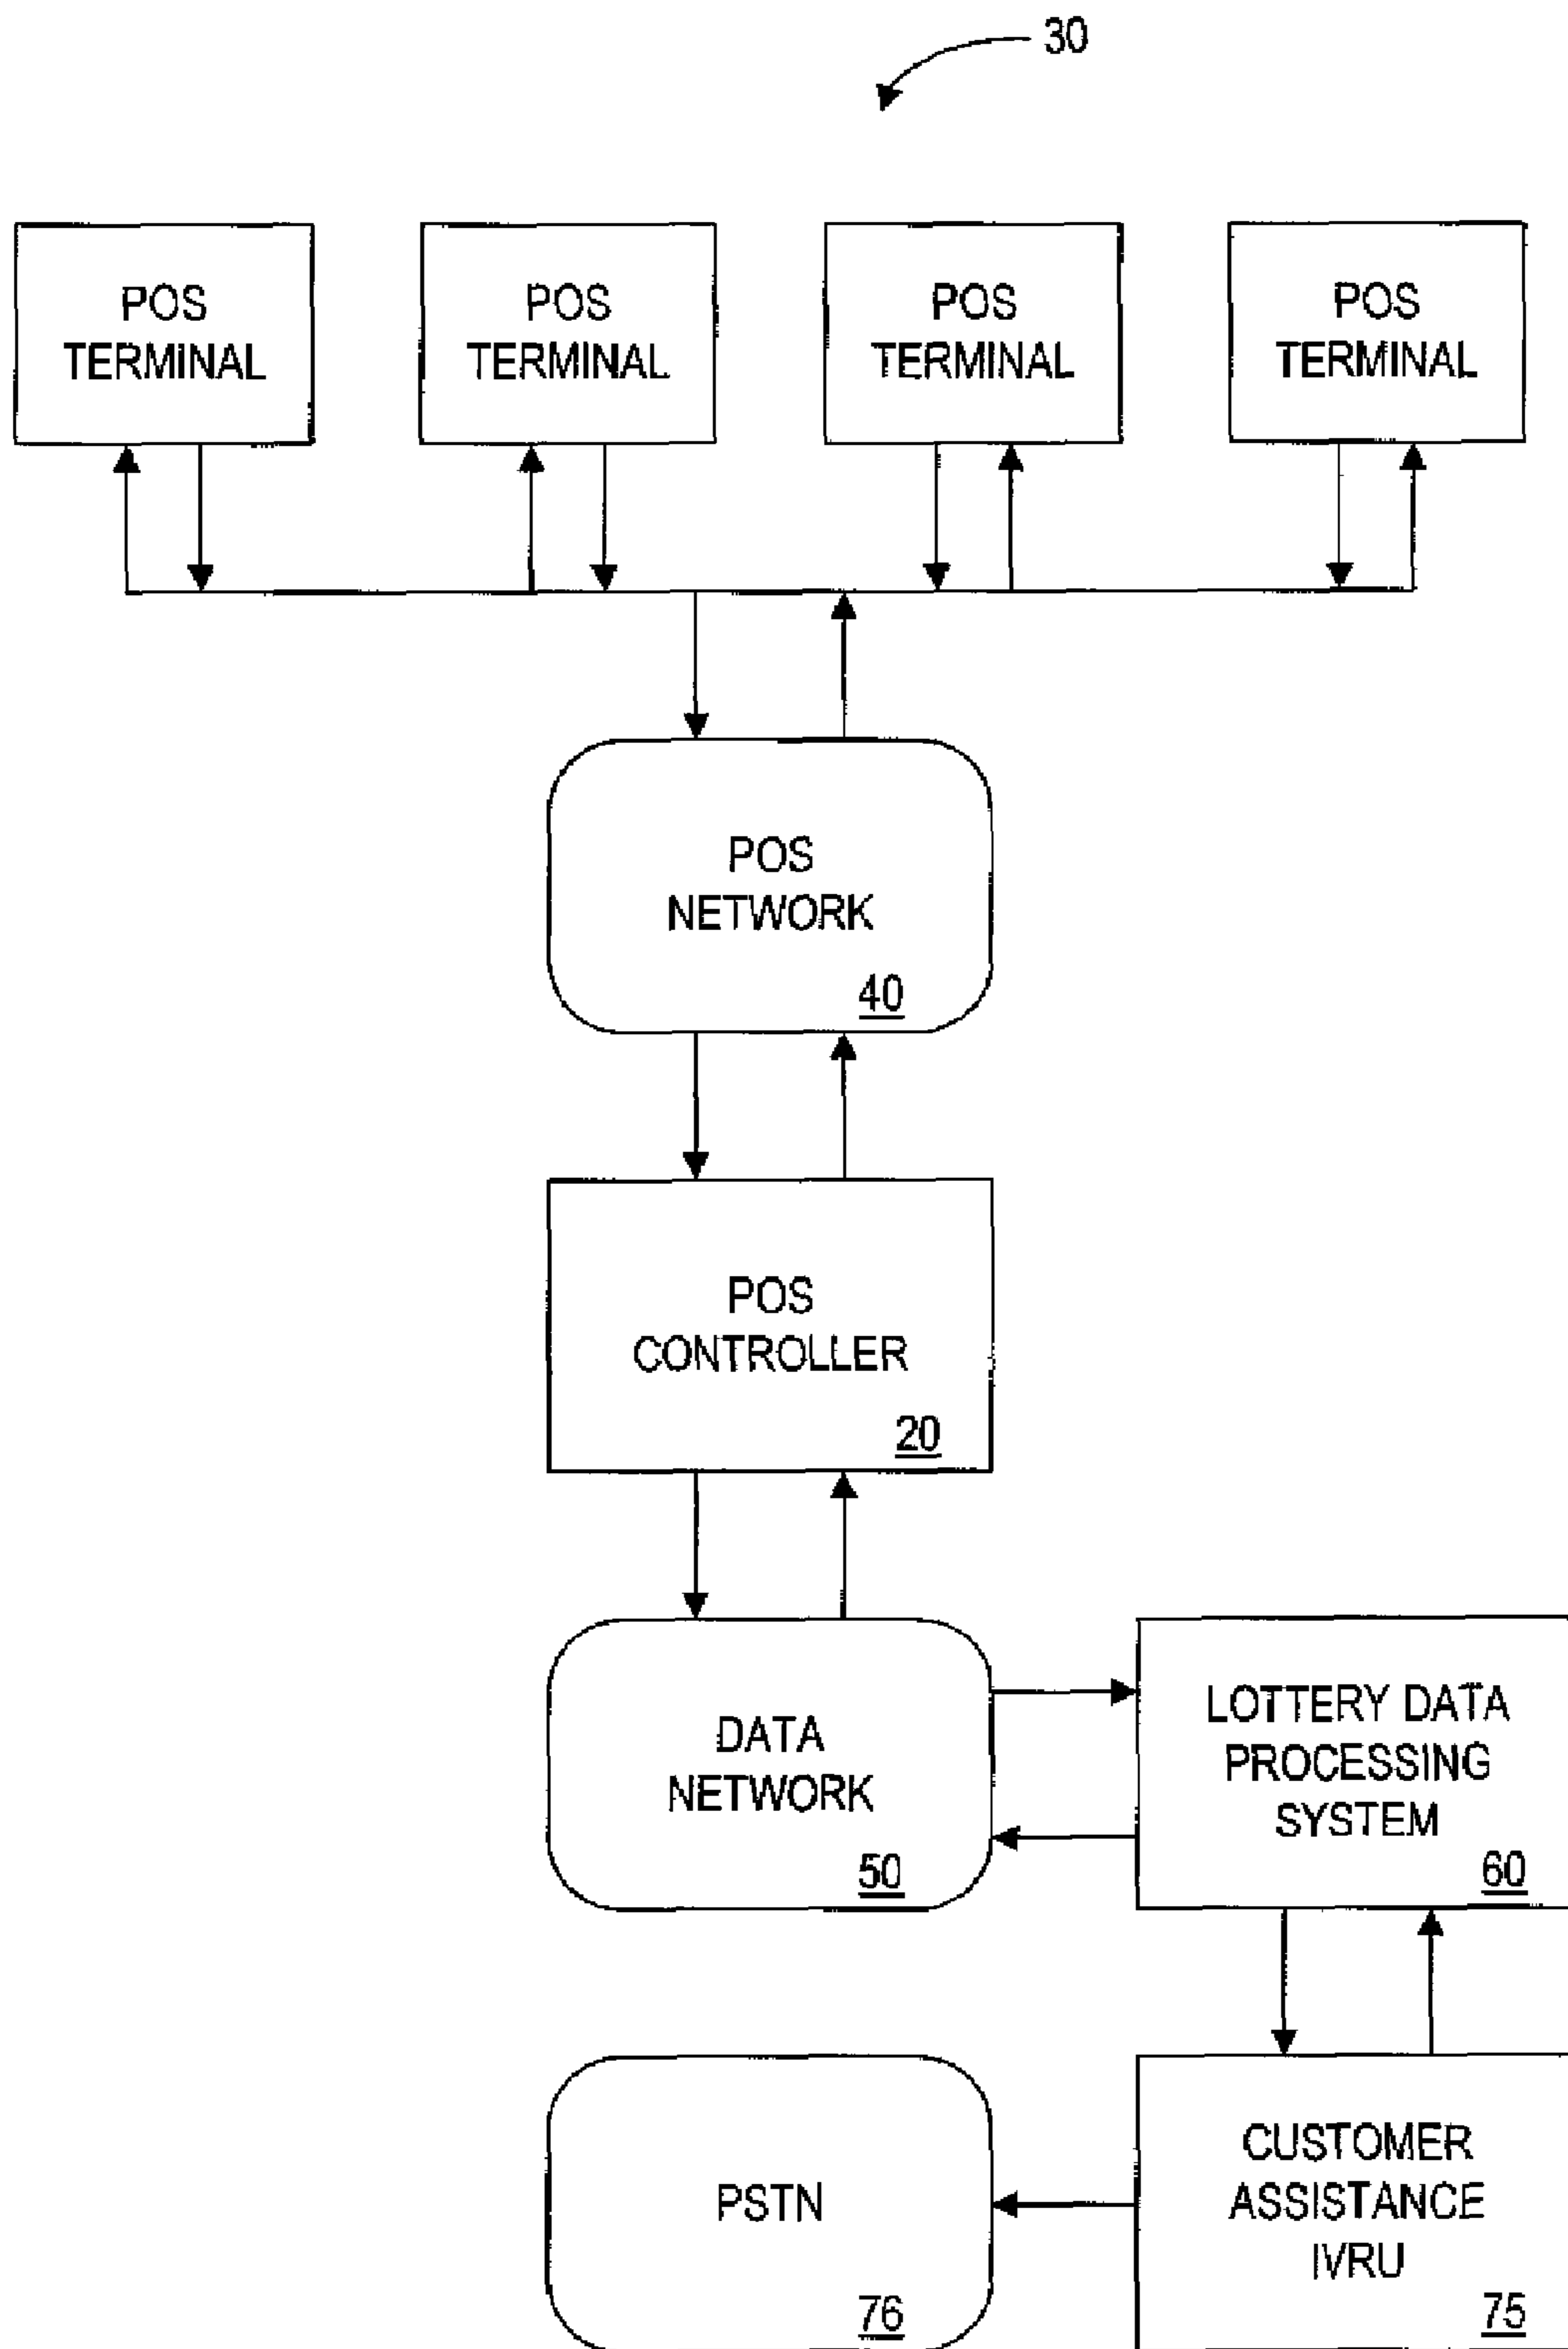 30
POS
TERMINAL
POS
TERMINAL
POS
TERMINAL
POS
TERMINAL
POS
NETWORK
40
POS
CONTROLLER
20
DATA
NETWORK
50
LOTTERY DATA
PROCESSING
SYSTEM
60
PSTN
76
CUSTOMER
ASSISTANCE
IVRU
75